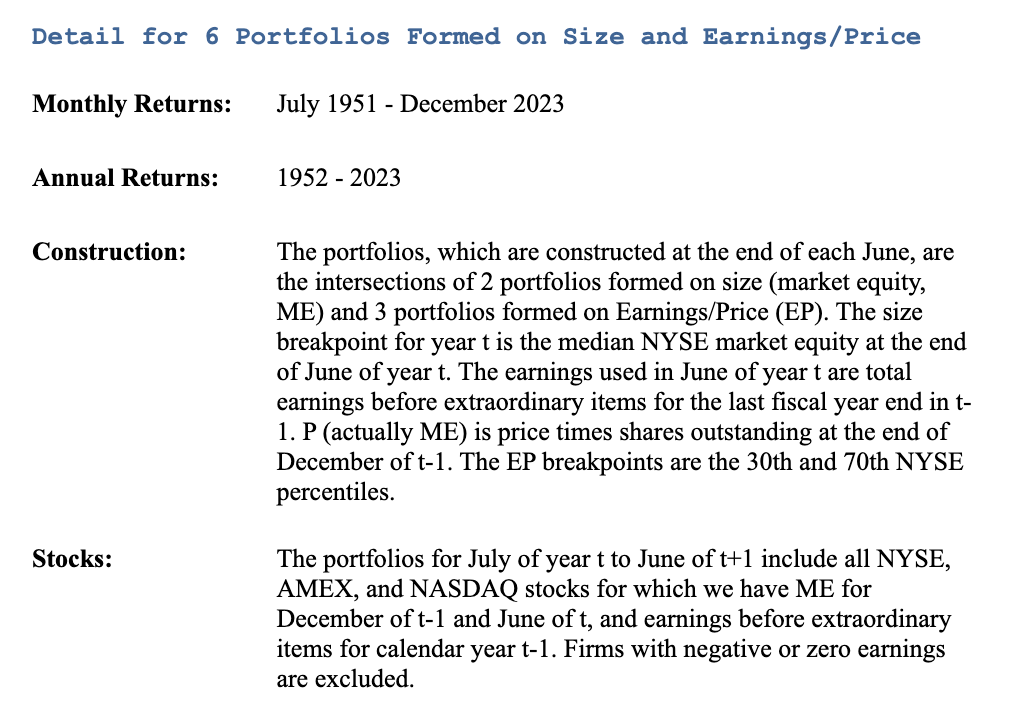 Detail for 6 Portfolios Formed on Size and Earnings/Price
Monthly Returns: July 1951 - December 2023
Annual Returns: 1952 - 2023
Construction: The portfolios, which are constructed at the end of each June, are
the intersections of 2 portfolios formed on size (market equity,
ME) and 3 portfolios formed on Earnings/Price (EP). The size
breakpoint for year t is the median NYSE market equity at the end
of June of year t. The earnings used in June of year t are total
earnings before extraordinary items for the last fiscal year end in t-
1. P (actually ME) is price times shares outstanding at the end of
December of t-1. The EP breakpoints are the 30th and 70th NYSE
percentiles.
Stocks: The portfolios for July of year t to June of t+1 include all NYSE,
AMEX, and NASDAQ stocks for which we have ME for
December of t-1 and June of t, and earnings before extraordinary
items for calendar year t-1. Firms with negative or zero earnings
are excluded.